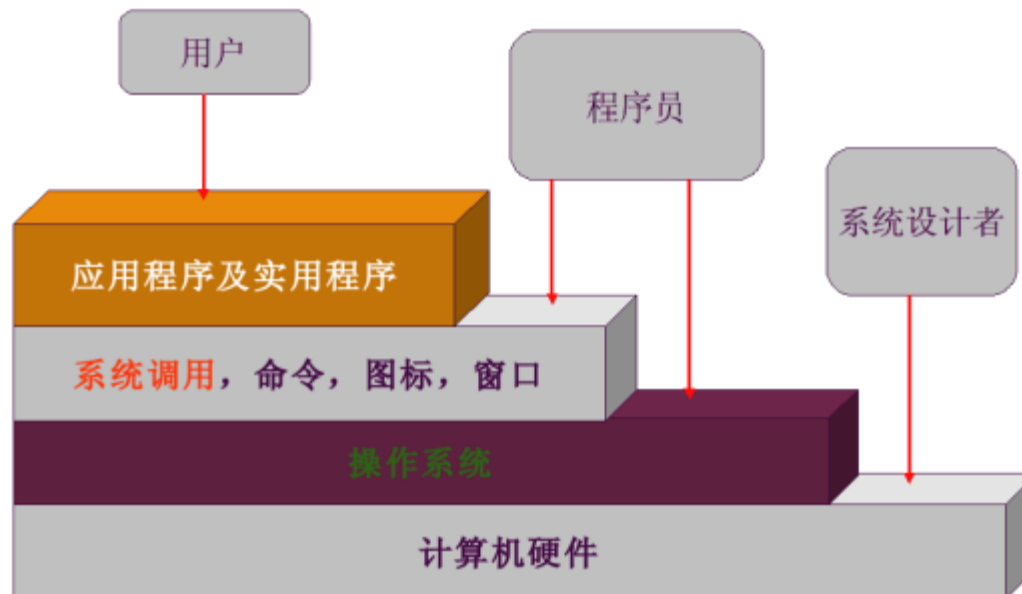 用户
程序员
系统设计者
应用程序及实用程序
系统调用，命令，图标，窗口
操作系统
计算机硬件